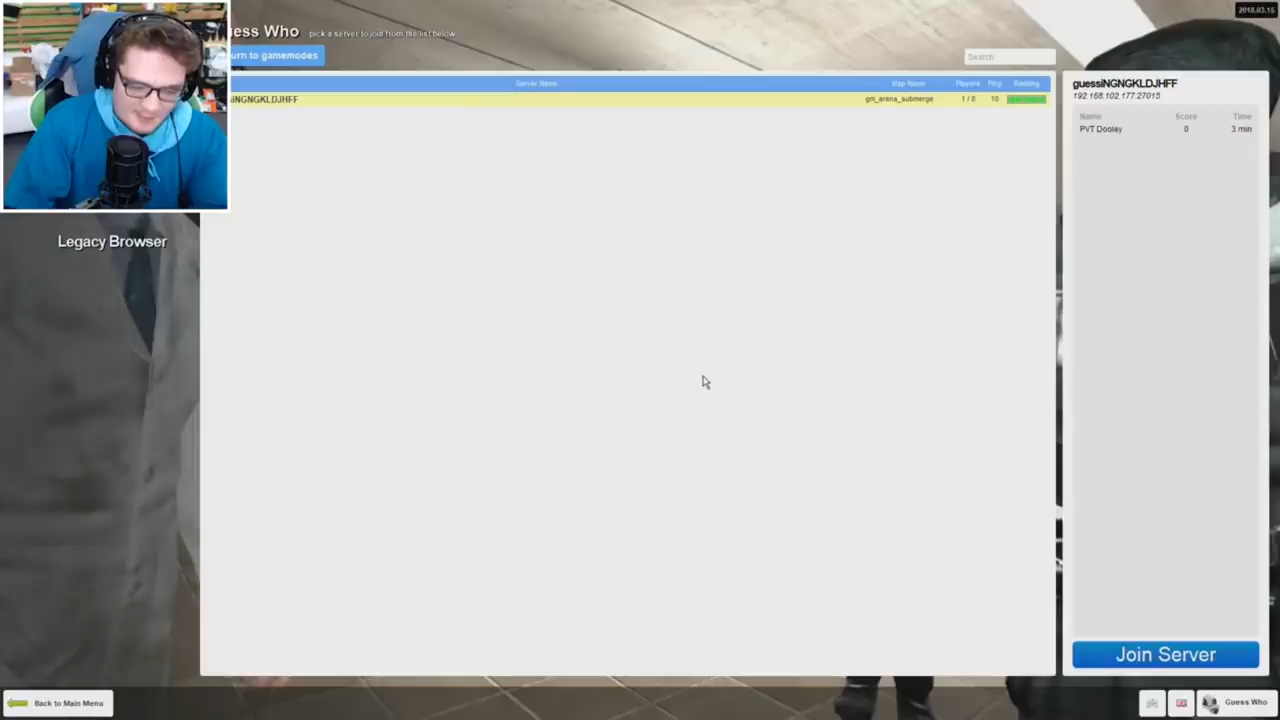 2018.03.15
ess Who pick a server to join from the list below
urn to gamemodes
Search
Server Name Map Name Players Ping Ranking
iNGNGKLDJHFF gm_arena_submerge 1 / 8 10
guessiNGNGKLDJHFF
192.168.102.177:27015
Name Score Time
PVT Dooley 0 3 min
Legacy Browser
Join Server
Back to Main Menu
Guess Who